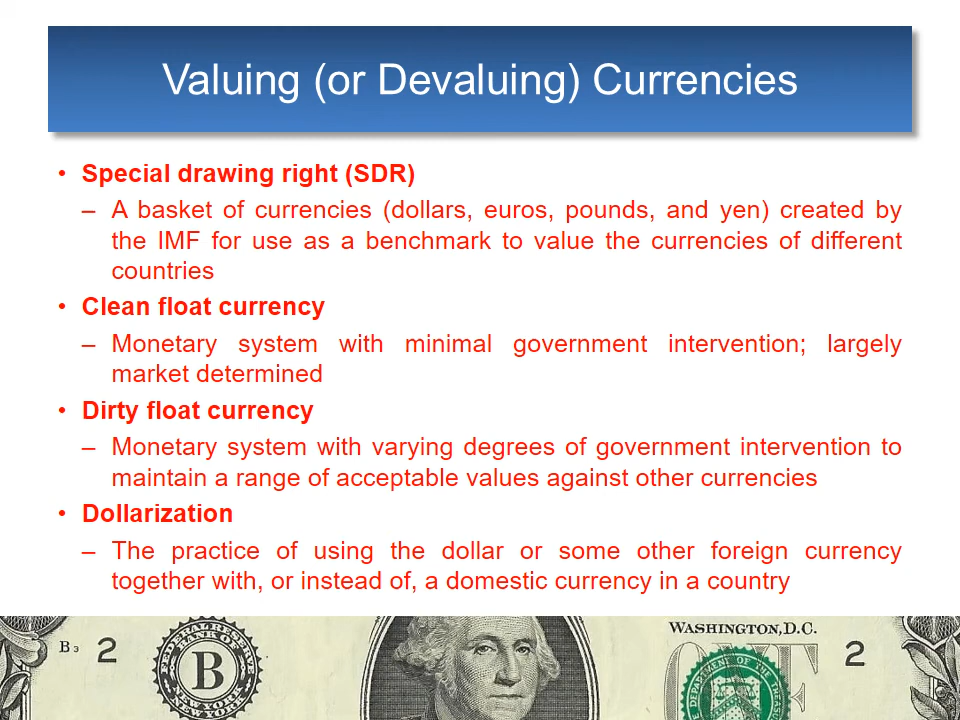 Valuing (or Devaluing) Currencies
• Special drawing right (SDR)
– A basket of currencies (dollars, euros, pounds, and yen) created by
the IMF for use as a benchmark to value the currencies of different
countries
• Clean float currency
– Monetary system with minimal government intervention; largely
market determined
• Dirty float currency
– Monetary system with varying degrees of government intervention to
maintain a range of acceptable values against other currencies
• Dollarization
– The practice of using the dollar or some other foreign currency
together with, or instead of, a domestic currency in a country
WASHINGTON, D.C.
B3 2
B
2